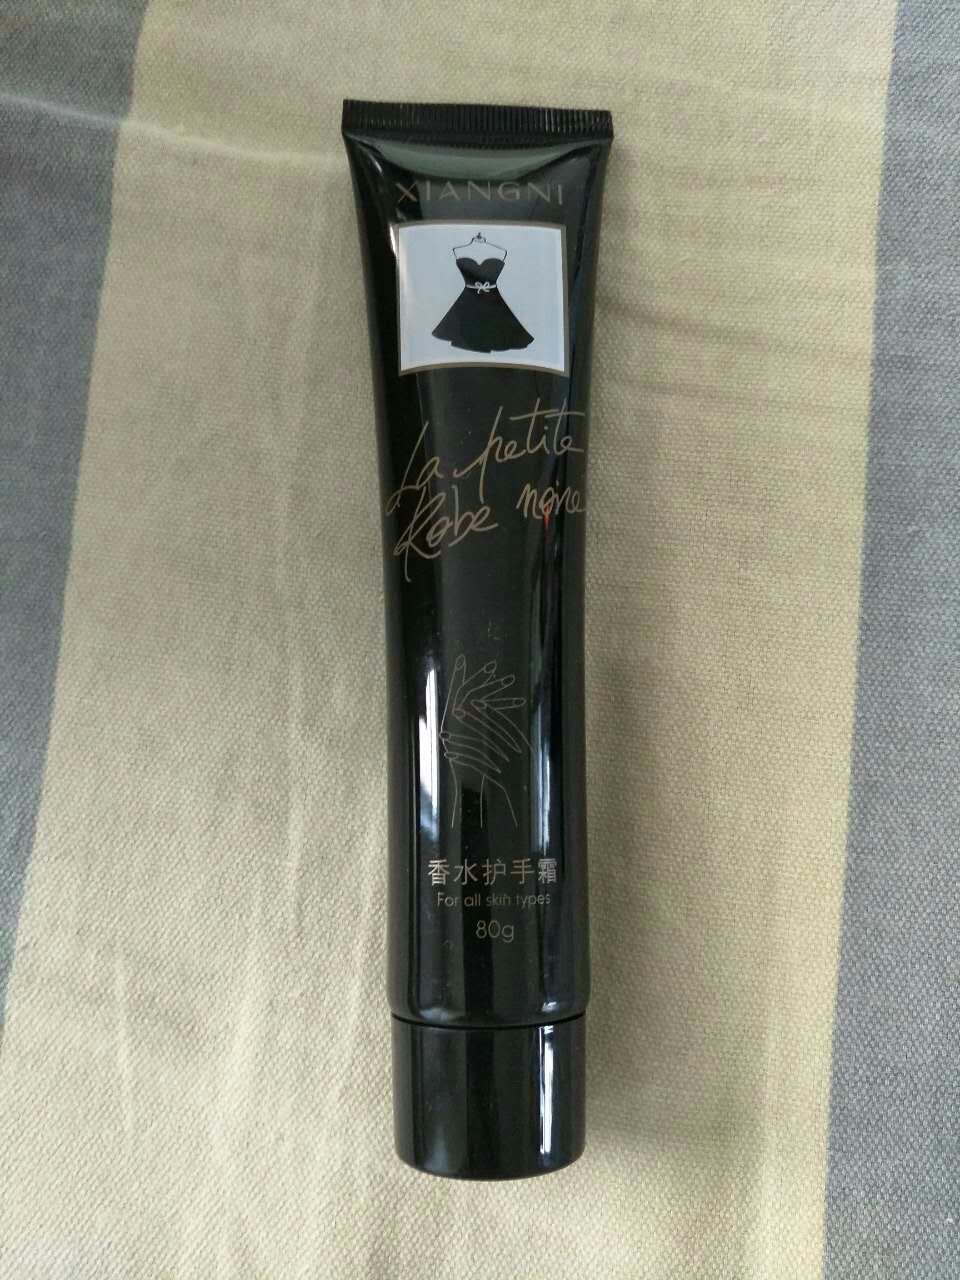 XIANGNI
La petite
Robe noire
香水护手霜
For all skin types
80g